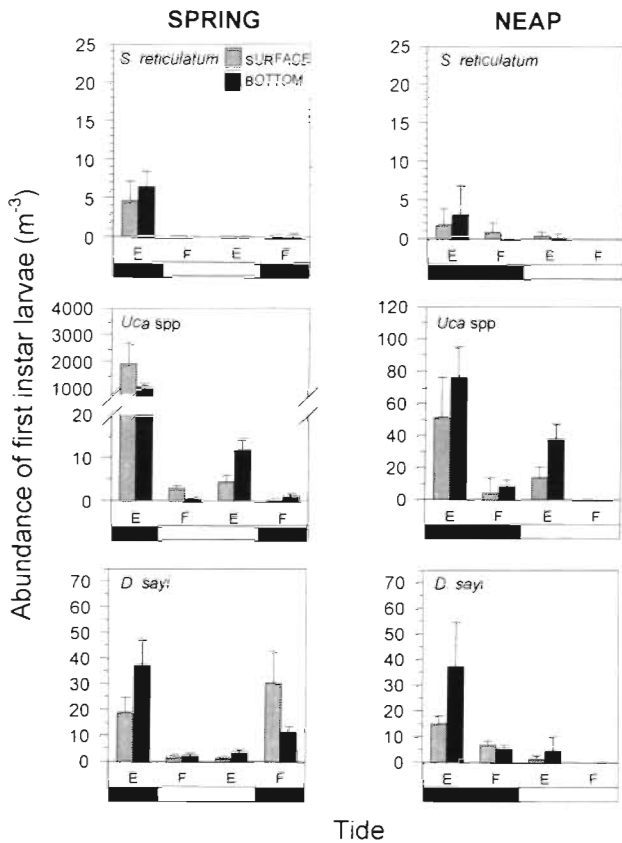 SPRING
NEAP
Abundance of first instar larvae (m⁻³)
25
20
15
10
5
0
S reticulatum
SURFACE
BOTTOM
E F E F
25
20
15
10
5
0
S reticulatum
E F E F
4000
3000
2000
1000
20
10
0
Uca spp
E F E F
120
100
80
60
40
20
0
Uca spp
E F E F
70
60
50
40
30
20
10
0
D sayi
E F E F
70
60
50
40
30
20
10
0
D sayi
E F E F
Tide